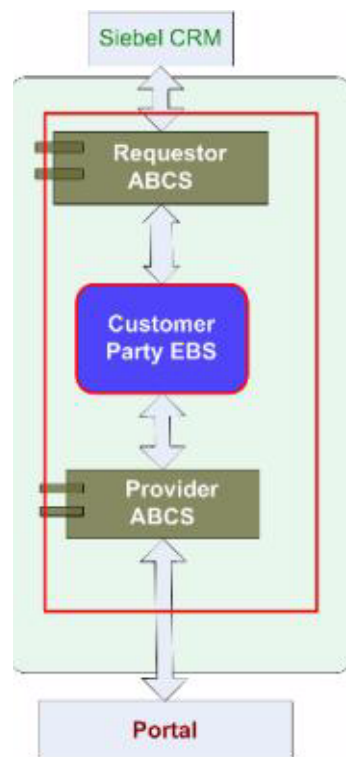 Siebel CRM
Requestor
ABCS
Customer
Party EBS
Provider
ABCS
Portal